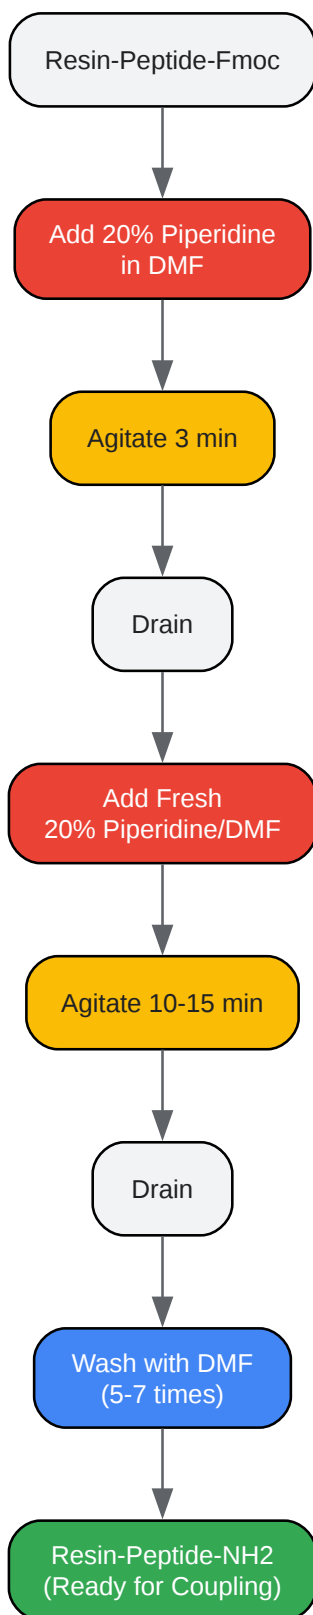 Resin-Peptide-Fmoc
Add 20% Piperidine
in DMF
Agitate 3 min
Drain
Add Fresh
20% Piperidine/DMF
Agitate 10-15 min
Drain
Wash with DMF
(5-7 times)
Resin-Peptide-NH2
(Ready for Coupling)